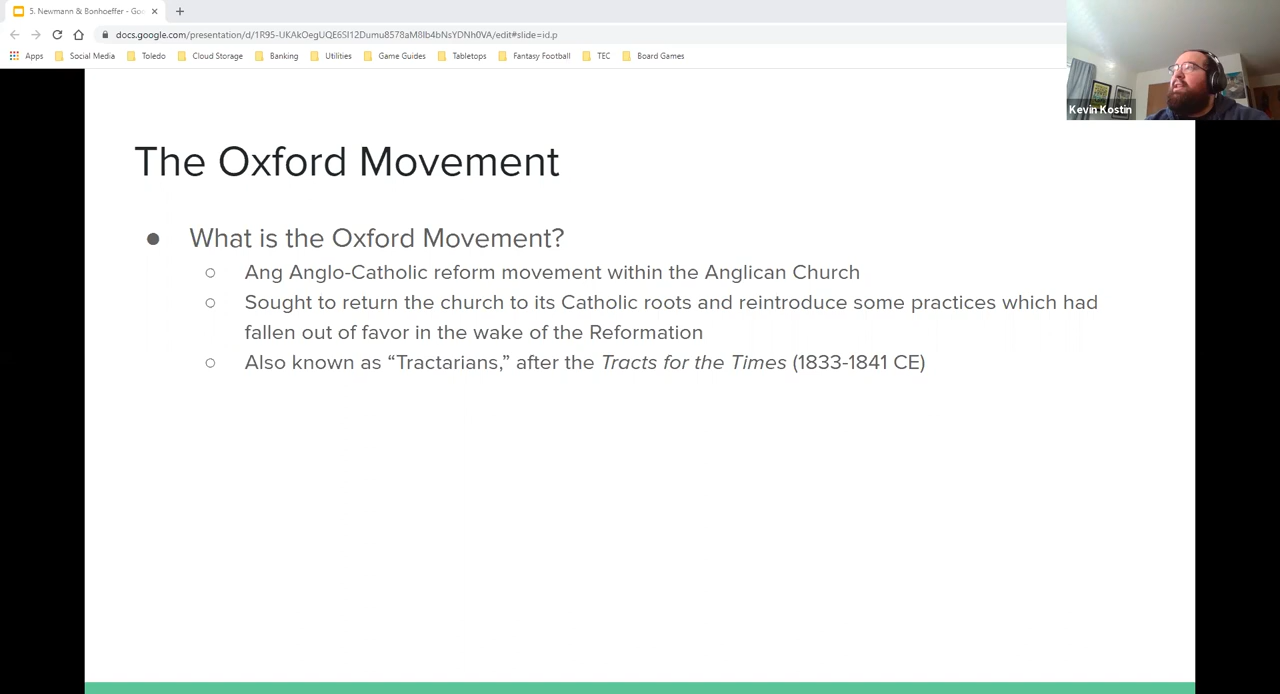 5. Newmann & Bonhoeffer - Goo
docs.google.com/presentation/d/1R95-UKAkOegUQE6SI12Dumu8578aM8Ib4bNsYDNh0VA/edit#slide=id.p
Apps Social Media Toledo Cloud Storage Banking Utilities Game Guides Tabletops Fantasy Football TEC Board Games
Kevin Kostin
The Oxford Movement
● What is the Oxford Movement?
○ Ang Anglo-Catholic reform movement within the Anglican Church
○ Sought to return the church to its Catholic roots and reintroduce some practices which had
fallen out of favor in the wake of the Reformation
○ Also known as “Tractarians,” after the Tracts for the Times (1833-1841 CE)